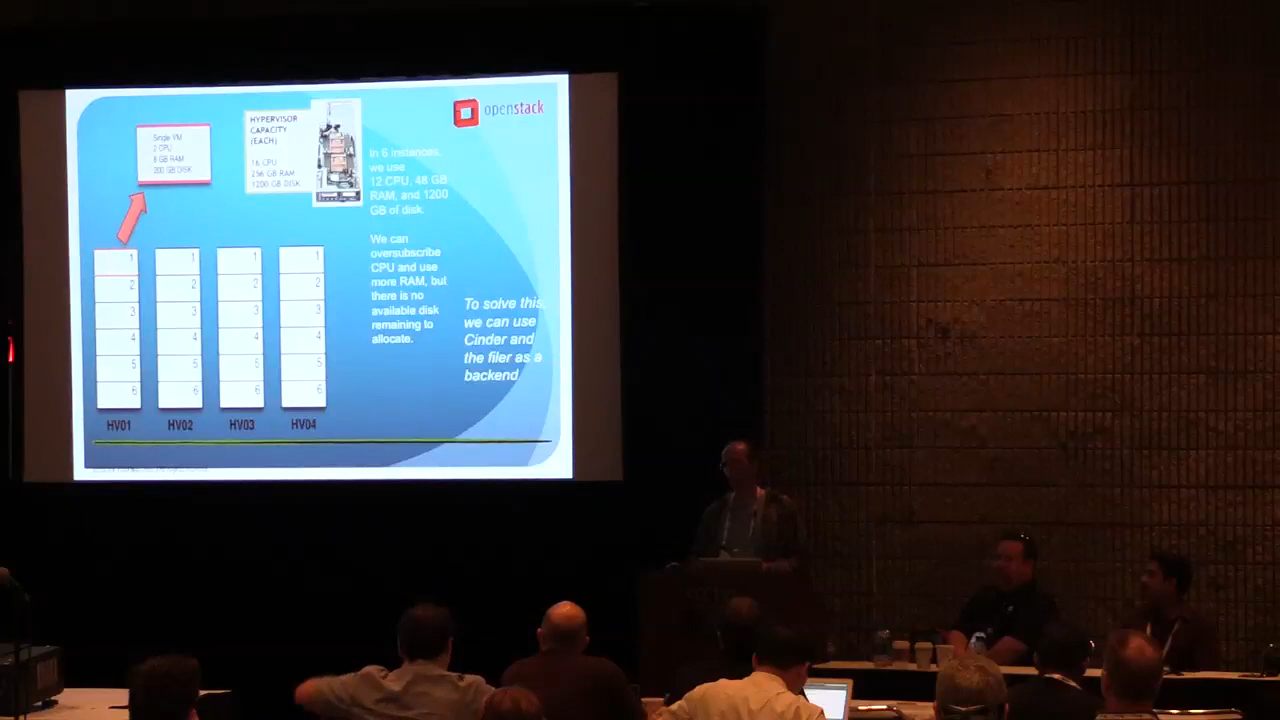 openstack
Single VM
2 CPU
8 GB RAM
200 GB DISK
HYPERVISOR
CAPACITY
(EACH)
16 CPU
256 GB RAM
1200 GB DISK
In 6 instances,
we use
12 CPU, 48 GB
RAM, and 1200
GB of disk.
We can
oversubscribe
CPU and use
more RAM, but
there is no
available disk
remaining to
allocate.
To solve this,
we can use
Cinder and
the filer as a
backend
1 1 1 1
2 2 2 2
3 3 3 3
4 4 4 4
5 5 5 5
6 6 6 6
HV01 HV02 HV03 HV04